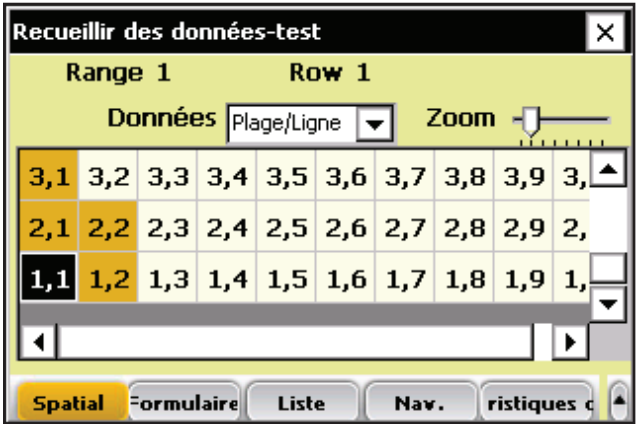 Recueillir des données-test
Range 1 Row 1
Données Plage/Ligne Zoom
3,1 3,2 3,3 3,4 3,5 3,6 3,7 3,8 3,9 3,
2,1 2,2 2,3 2,4 2,5 2,6 2,7 2,8 2,9 2,
1,1 1,2 1,3 1,4 1,5 1,6 1,7 1,8 1,9 1,
Spatial Formulaire Liste Nav. ristiques d